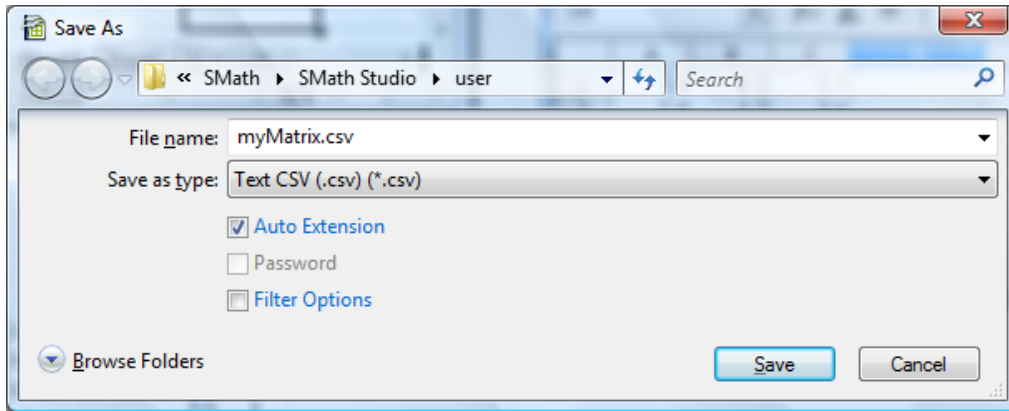 Save As
« SMath ▸ SMath Studio ▸ user
Search
File name: myMatrix.csv
Save as type: Text CSV (.csv) (*.csv)
Auto Extension
Password
Filter Options
Browse Folders
Save Cancel